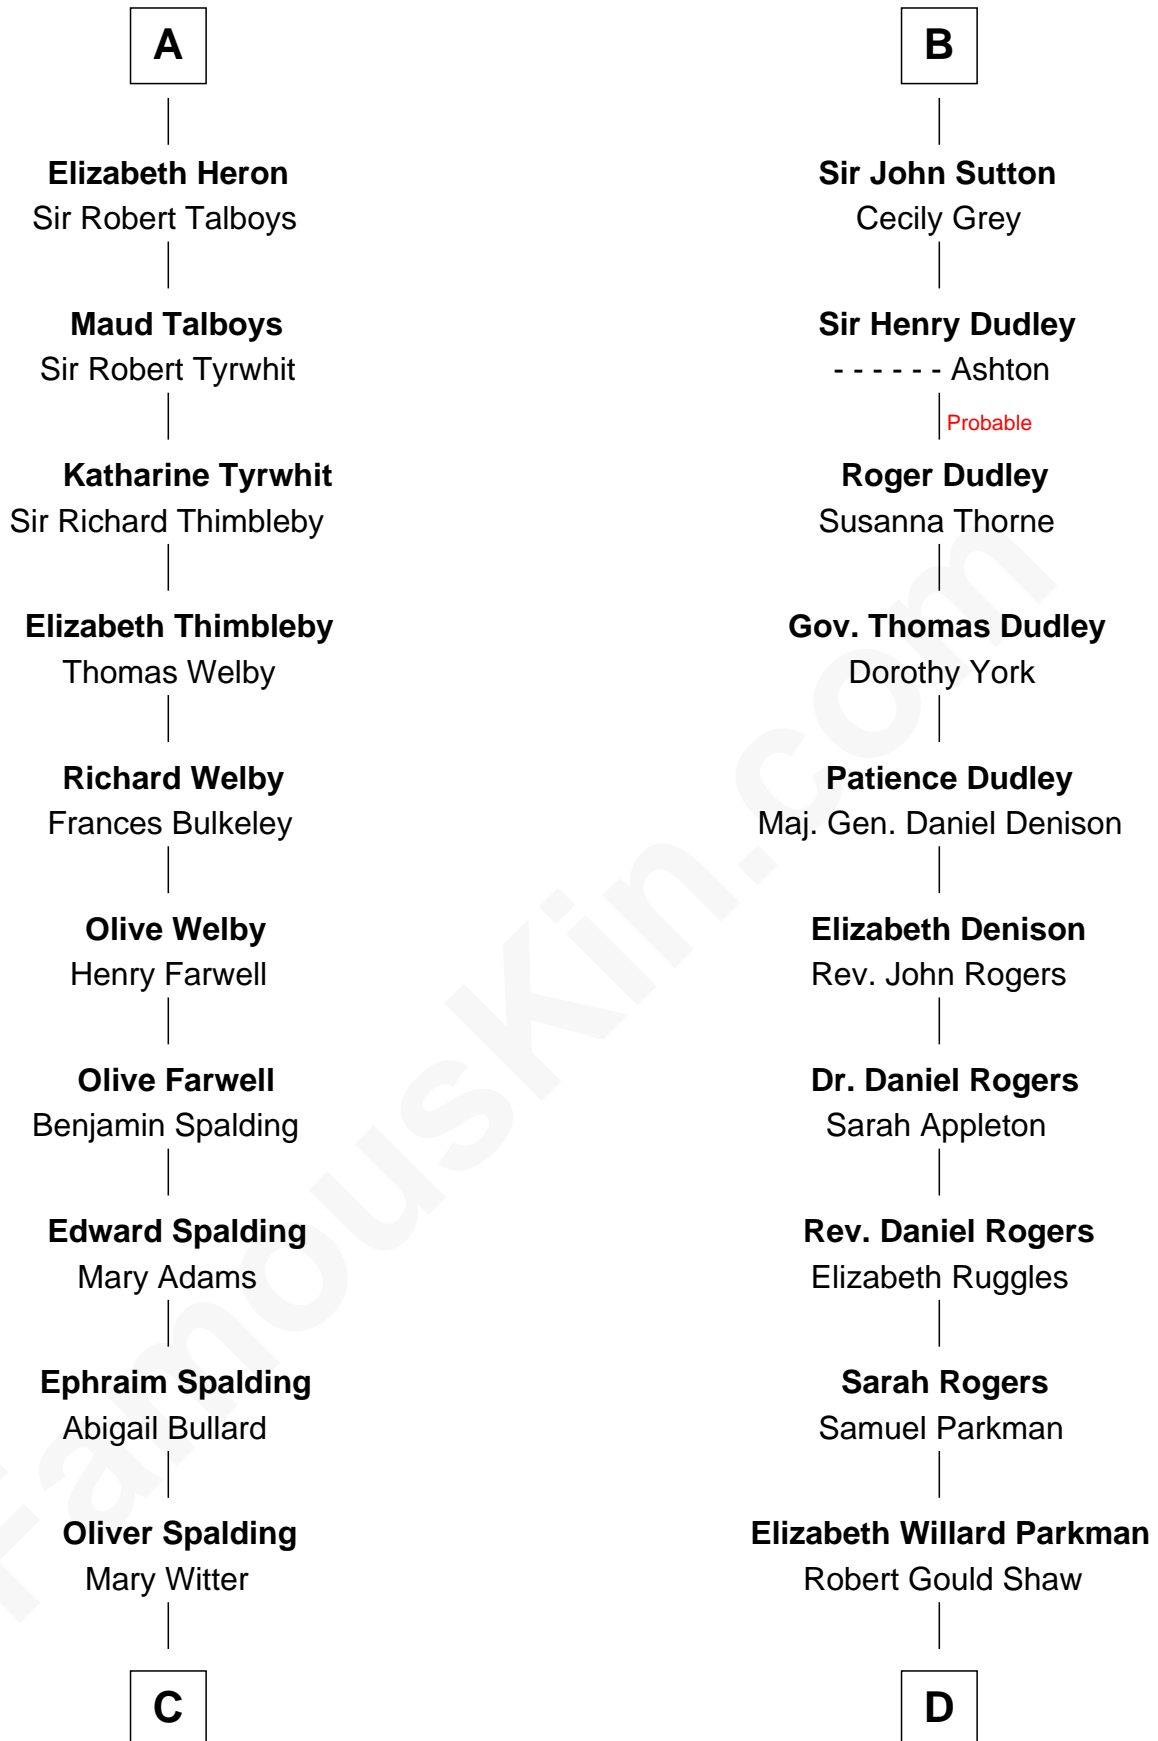 A
Elizabeth Heron
Sir Robert Talboys
Maud Talboys
Sir Robert Tyrwhit
Katharine Tyrwhit
Sir Richard Thimbleby
Elizabeth Thimbleby
Thomas Welby
Richard Welby
Frances Bulkeley
Olive Welby
Henry Farwell
Olive Farwell
Benjamin Spalding
Edward Spalding
Mary Adams
Ephraim Spalding
Abigail Bullard
Oliver Spalding
Mary Witter
C
B
Sir John Sutton
Cecily Grey
Sir Henry Dudley
- - - - - - Ashton
Probable
Roger Dudley
Susanna Thorne
Gov. Thomas Dudley
Dorothy York
Patience Dudley
Maj. Gen. Daniel Denison
Elizabeth Denison
Rev. John Rogers
Dr. Daniel Rogers
Sarah Appleton
Rev. Daniel Rogers
Elizabeth Ruggles
Sarah Rogers
Samuel Parkman
Elizabeth Willard Parkman
Robert Gould Shaw
D
FamousKin.com